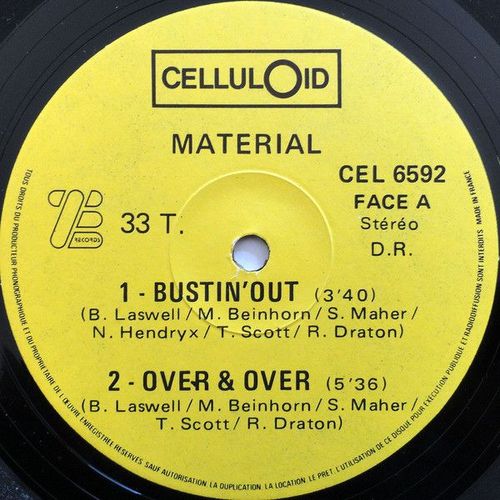 CELLULOID
MATERIAL
CEL 6592
FACE A
Stéréo
D.R.
ZE
RECORDS
33 T.
1 - BUSTIN'OUT (3'40)
(B. Laswell / M. Beinhorn / S. Maher /
N. Hendryx / T. Scott / R. Draton)
2 - OVER & OVER (5'36)
(B. Laswell / M. Beinhorn / S. Maher /
T. Scott / R. Draton)
TOUS DROITS DU PRODUCTEUR PHONOGRAPHIQUE ET DU PROPRIETAIRE DE L'ŒUVRE ENREGISTREE RESERVES. SAUF AUTORISATION LA DUPLICATION, LA LOCATION, LE PRET, L'UTILISATION DE CE DISQUE POUR EXECUTION PUBLIQUE ET RADIODIFFUSION SONT INTERDITS MADE IN FRANCE